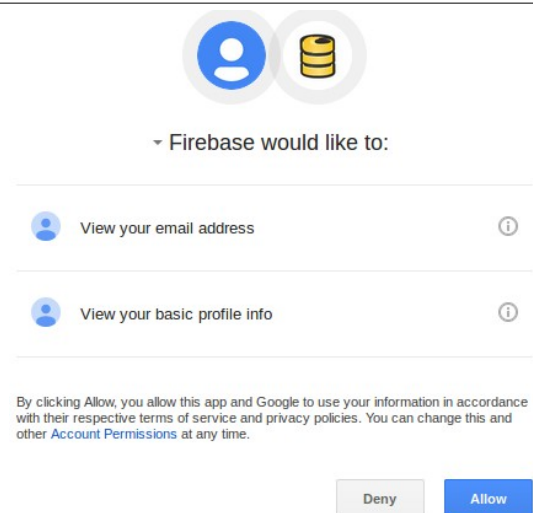 Firebase would like to:
View your email address
View your basic profile info
By clicking Allow, you allow this app and Google to use your information in accordance
with their respective terms of service and privacy policies. You can change this and
other Account Permissions at any time.
Deny
Allow